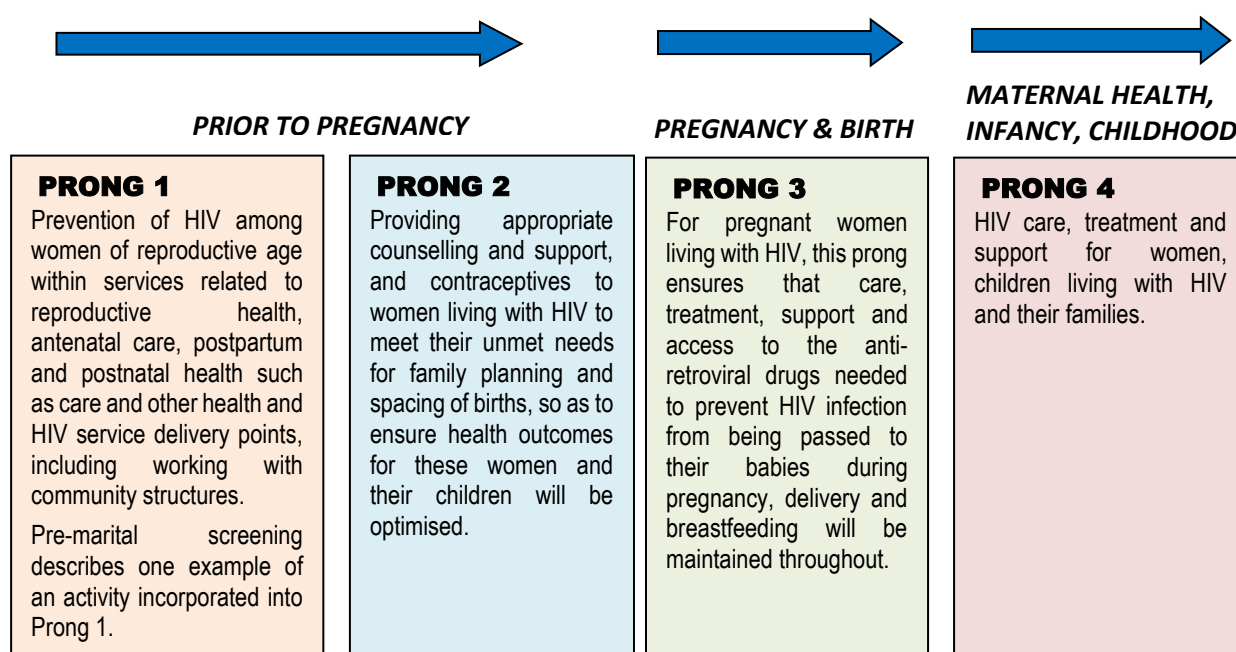 PRIOR TO PREGNANCY
PREGNANCY & BIRTH
MATERNAL HEALTH,
INFANCY, CHILDHOOD
PRONG 1
Prevention of HIV among
women of reproductive age
within services related to
reproductive health,
antenatal care, postpartum
and postnatal health such
as care and other health and
HIV service delivery points,
including working with
community structures.
Pre-marital screening
describes one example of
an activity incorporated into
Prong 1.
PRONG 2
Providing appropriate
counselling and support,
and contraceptives to
women living with HIV to
meet their unmet needs
for family planning and
spacing of births, so as to
ensure health outcomes
for these women and
their children will be
optimised.
PRONG 3
For pregnant women
living with HIV, this prong
ensures that care,
treatment, support and
access to the anti-
retroviral drugs needed
to prevent HIV infection
from being passed to
their babies during
pregnancy, delivery and
breastfeeding will be
maintained throughout.
PRONG 4
HIV care, treatment and
support for women,
children living with HIV
and their families.